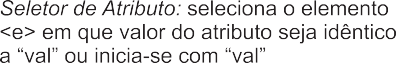 Seletor de Atributo: seleciona o elemento
<e> em que valor do atributo seja idêntico
a “val” ou inicia-se com “val”